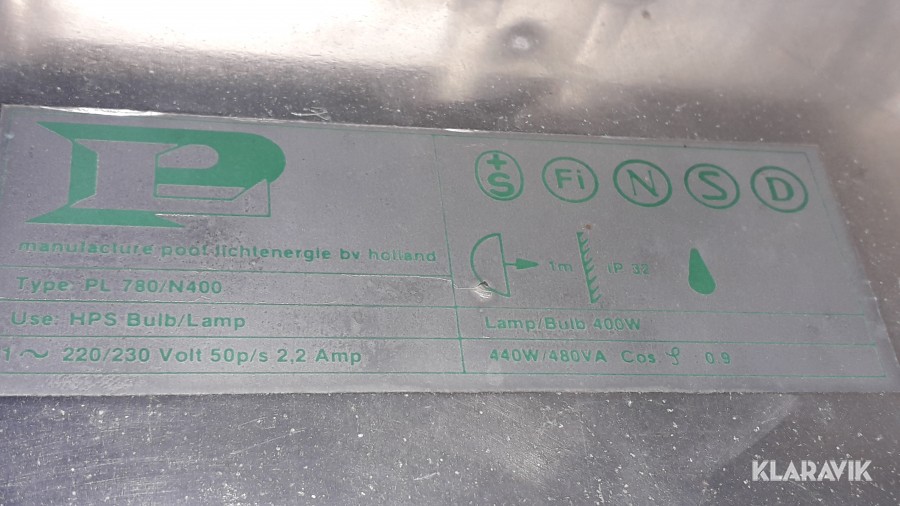 PL
+S Fi N S D
manufacture poot lichtenergie bv holland
1m IP 32
Type: PL 780/N400
Use: HPS Bulb/Lamp
Lamp/Bulb 400W
1 ~ 220/230 Volt 50p/s 2,2 Amp
440W/480VA Cos φ : 0.9
KLARAVIK